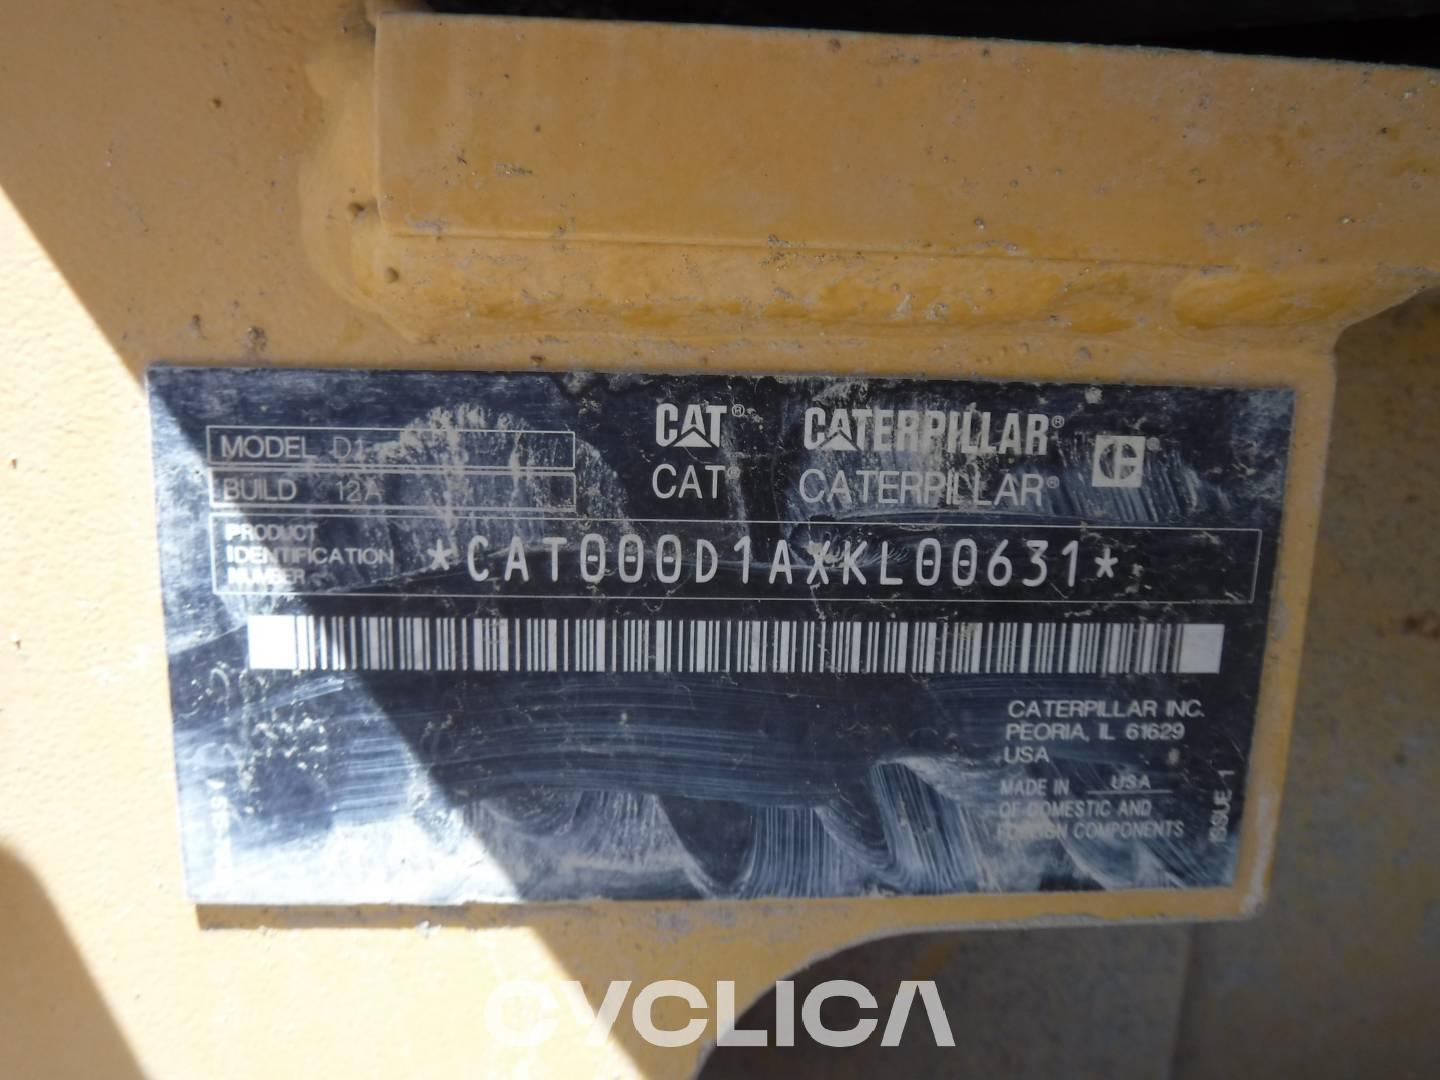 CAT® CATERPILLAR®
CAT® CATERPILLAR®
MODEL D1
BUILD 12A
PRODUCT
IDENTIFICATION
NUMBER
*CAT000D1AXKL00631*
CATERPILLAR INC.
PEORIA, IL 61629
USA
MADE IN USA
OF DOMESTIC AND
FOREIGN COMPONENTS
ISSUE 1
CYCLICA